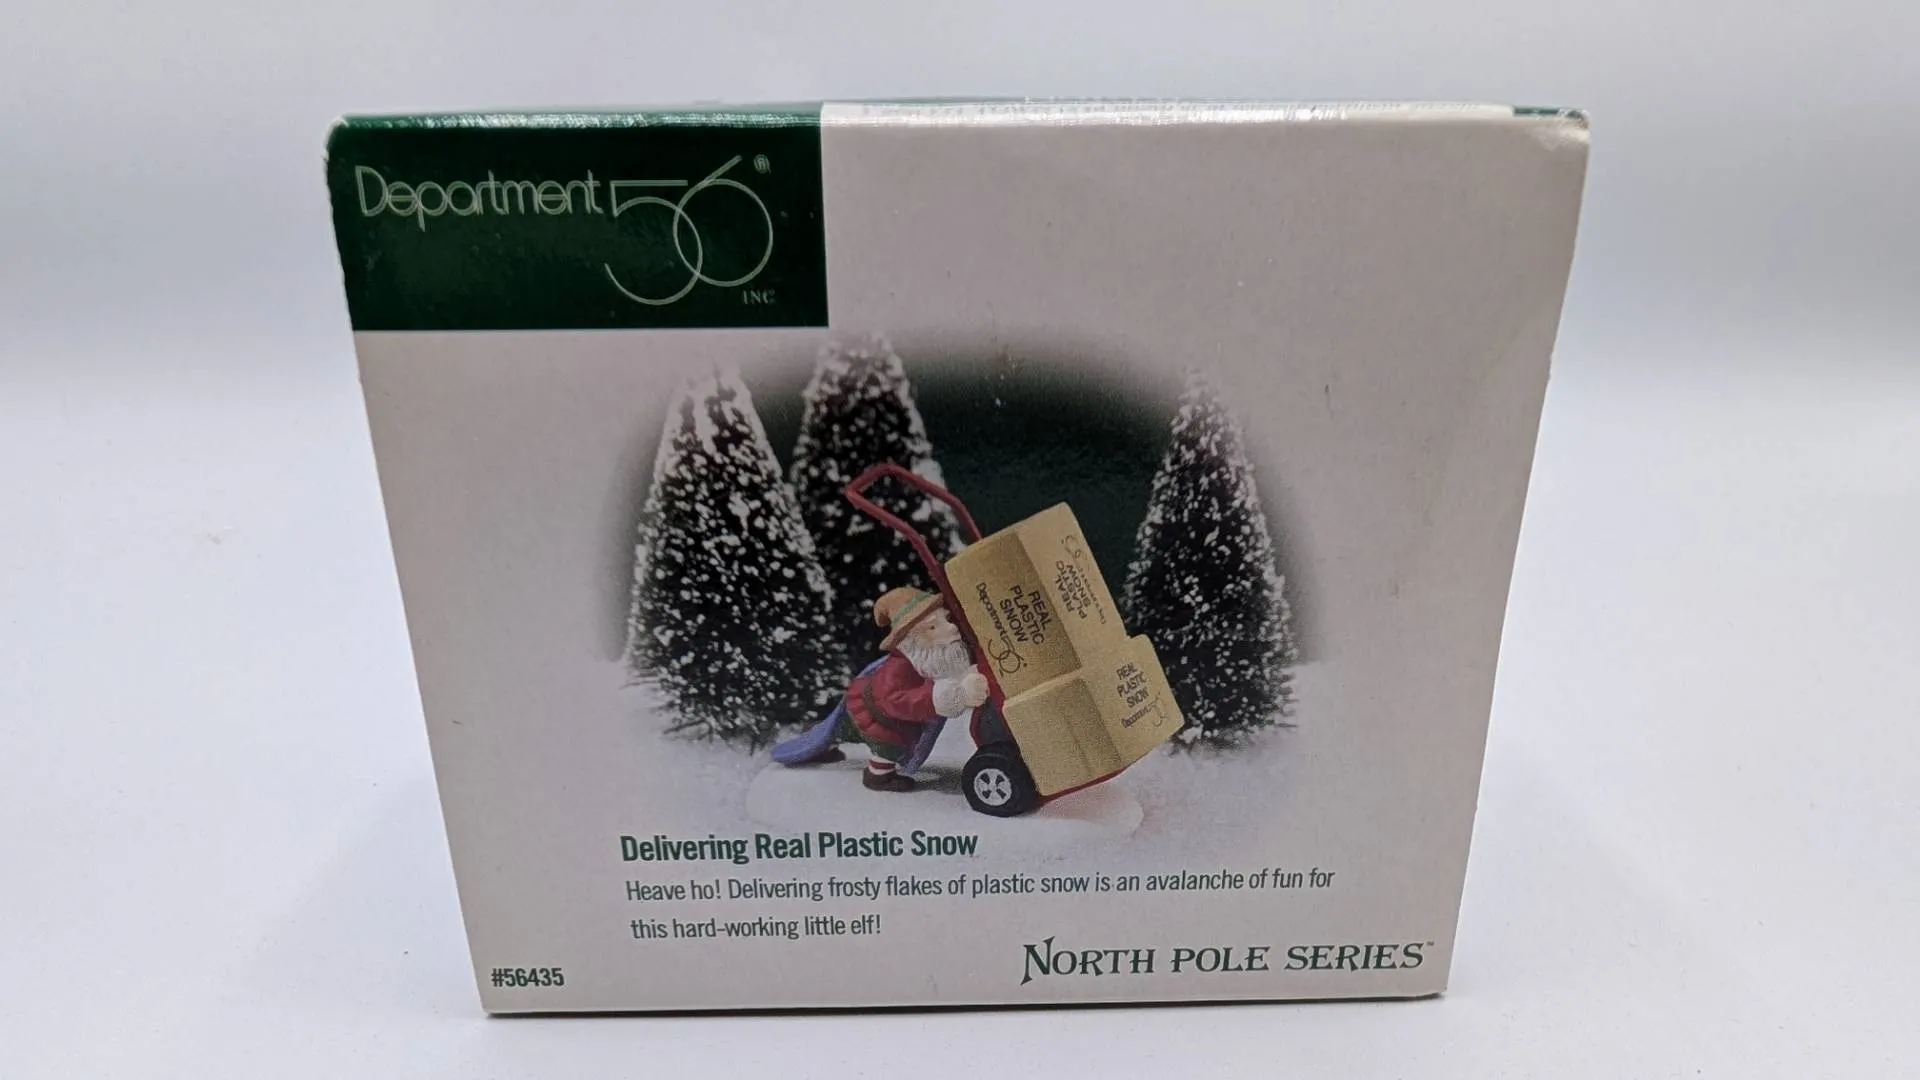 Department 56®
INC
REAL
PLASTIC
SNOW
Department 56®
REAL
PLASTIC
SNOW
REAL
PLASTIC
SNOW
Department
Delivering Real Plastic Snow
Heave ho! Delivering frosty flakes of plastic snow is an avalanche of fun for
this hard-working little elf!
#56435
NORTH POLE SERIES™